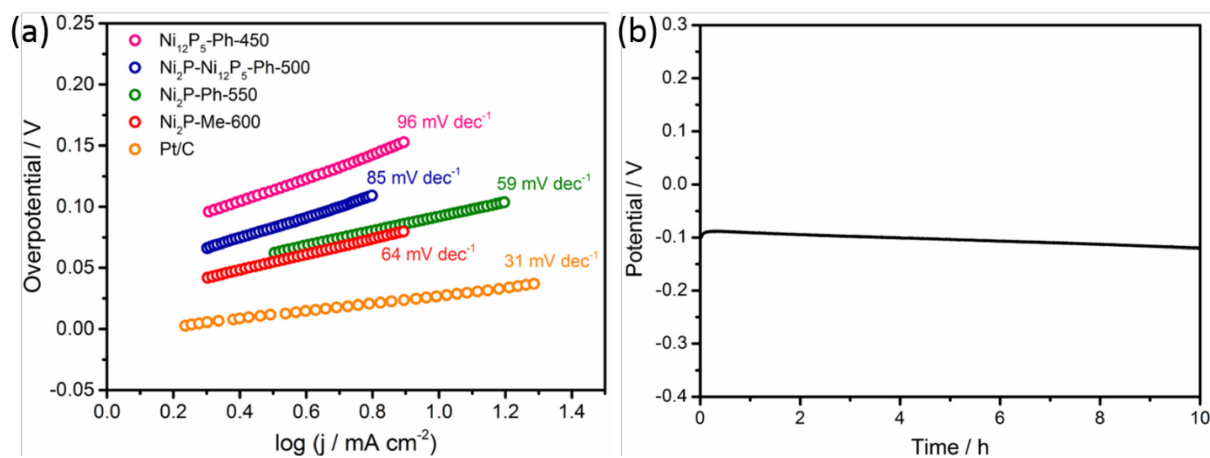 (a)
0.25
0.20
0.15
0.10
0.05
0.00
-0.05
Overpotential / V
Ni₁₂P₅-Ph-450
Ni₂P-Ni₁₂P₅-Ph-500
Ni₂P-Ph-550
Ni₂P-Me-600
Pt/C
96 mV dec⁻¹
85 mV dec⁻¹
59 mV dec⁻¹
64 mV dec⁻¹
31 mV dec⁻¹
0.0 0.2 0.4 0.6 0.8 1.0 1.2 1.4
log (j / mA cm⁻²)
(b)
0.3
0.2
0.1
0.0
-0.1
-0.2
-0.3
-0.4
Potential / V
0 2 4 6 8 10
Time / h